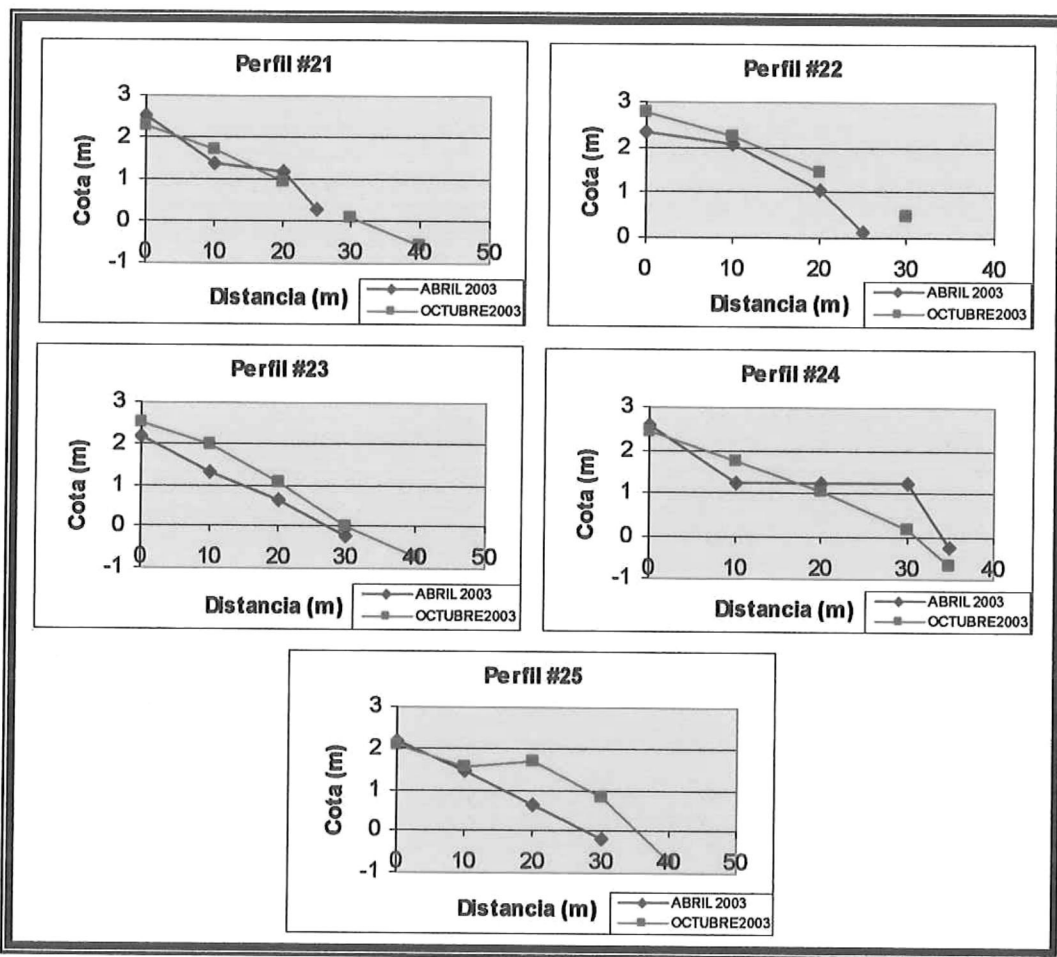 Perfil #21
3
2
1
0
-1
Cota (m)
0 10 20 30 40 50
Distancia (m)
ABRIL 2003
OCTUBRE2003
Perfil #22
3
2
1
0
Cota (m)
0 10 20 30 40
Distancia (m)
ABRIL 2003
OCTUBRE2003
Perfil #23
3
2
1
0
-1
Cota (m)
0 10 20 30 40 50
Distancia (m)
ABRIL 2003
OCTUBRE2003
Perfil #24
3
2
1
0
-1
Cota (m)
0 10 20 30 40
Distancia (m)
ABRIL 2003
OCTUBRE2003
Perfil #25
3
2
1
0
-1
Cota (m)
0 10 20 30 40 50
Distancia (m)
ABRIL 2003
OCTUBRE2003